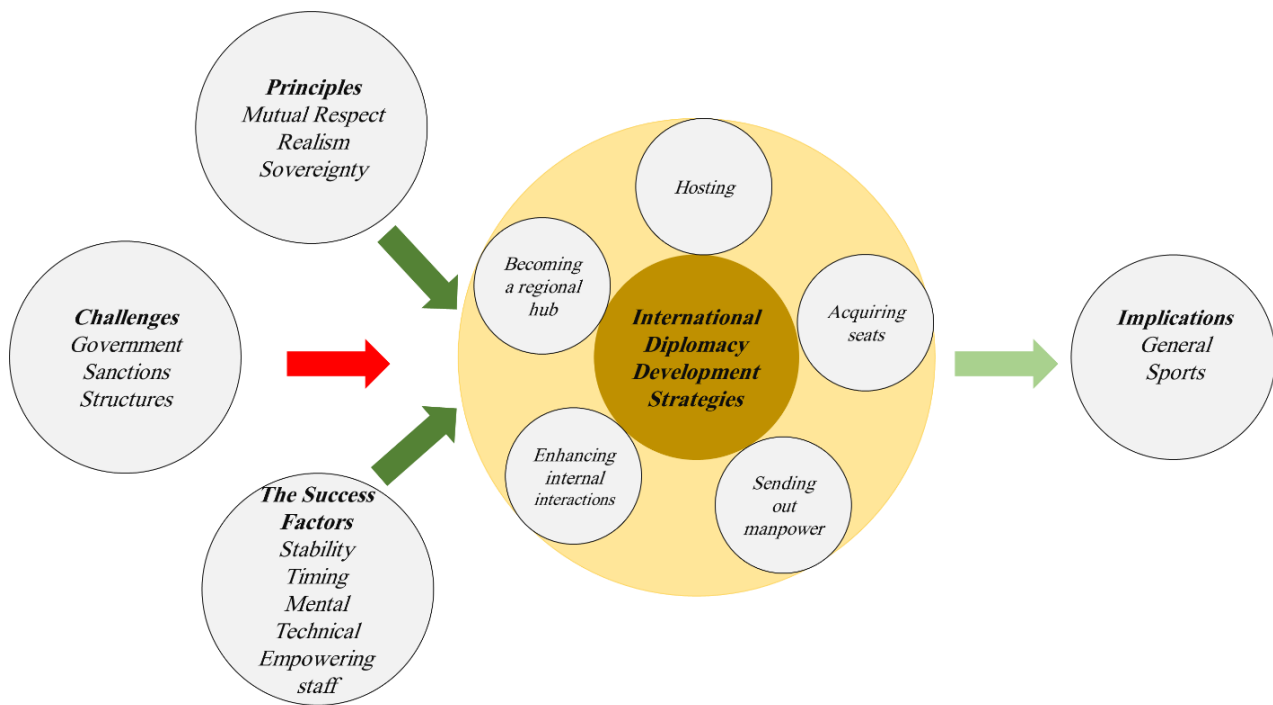 Principles
Mutual Respect
Realism
Sovereignty
Challenges
Government
Sanctions
Structures
The Success
Factors
Stability
Timing
Mental
Technical
Empowering
staff
Hosting
Becoming
a regional
hub
International
Diplomacy
Development
Strategies
Acquiring
seats
Enhancing
internal
interactions
Sending
out
manpower
Implications
General
Sports